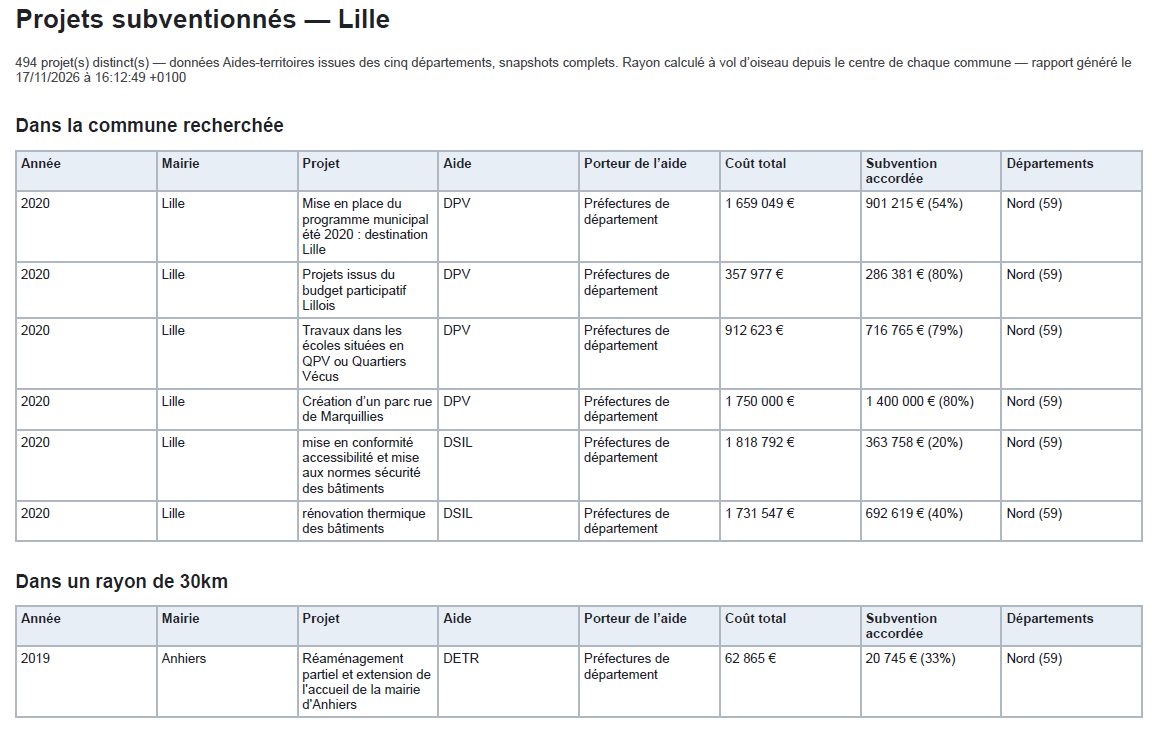 Projets subventionnés — Lille
494 projet(s) distinct(s) — données Aides-territoires issues des cinq départements, snapshots complets. Rayon calculé à vol d’oiseau depuis le centre de chaque commune — rapport généré le
17/11/2026 à 16:12:49 +0100
Dans la commune recherchée
Année Mairie Projet Aide Porteur de l’aide Coût total Subvention Départements
accordée
2020 Lille Mise en place du DPV Préfectures de 1 659 049 € 901 215 € (54%) Nord (59)
programme municipal département
été 2020 : destination
Lille
2020 Lille Projets issus du DPV Préfectures de 357 977 € 286 381 € (80%) Nord (59)
budget participatif département
Lillois
2020 Lille Travaux dans les DPV Préfectures de 912 623 € 716 765 € (79%) Nord (59)
écoles situées en département
QPV ou Quartiers
Vécus
2020 Lille Création d’un parc rue DPV Préfectures de 1 750 000 € 1 400 000 € (80%) Nord (59)
de Marquillies département
2020 Lille mise en conformité DSIL Préfectures de 1 818 792 € 363 758 € (20%) Nord (59)
accessibilité et mise département
aux normes sécurité
des bâtiments
2020 Lille rénovation thermique DSIL Préfectures de 1 731 547 € 692 619 € (40%) Nord (59)
des bâtiments département
Dans un rayon de 30km
Année Mairie Projet Aide Porteur de l’aide Coût total Subvention Départements
accordée
2019 Anhiers Réaménagement DETR Préfectures de 62 865 € 20 745 € (33%) Nord (59)
partiel et extension de département
l'accueil de la mairie
d'Anhiers